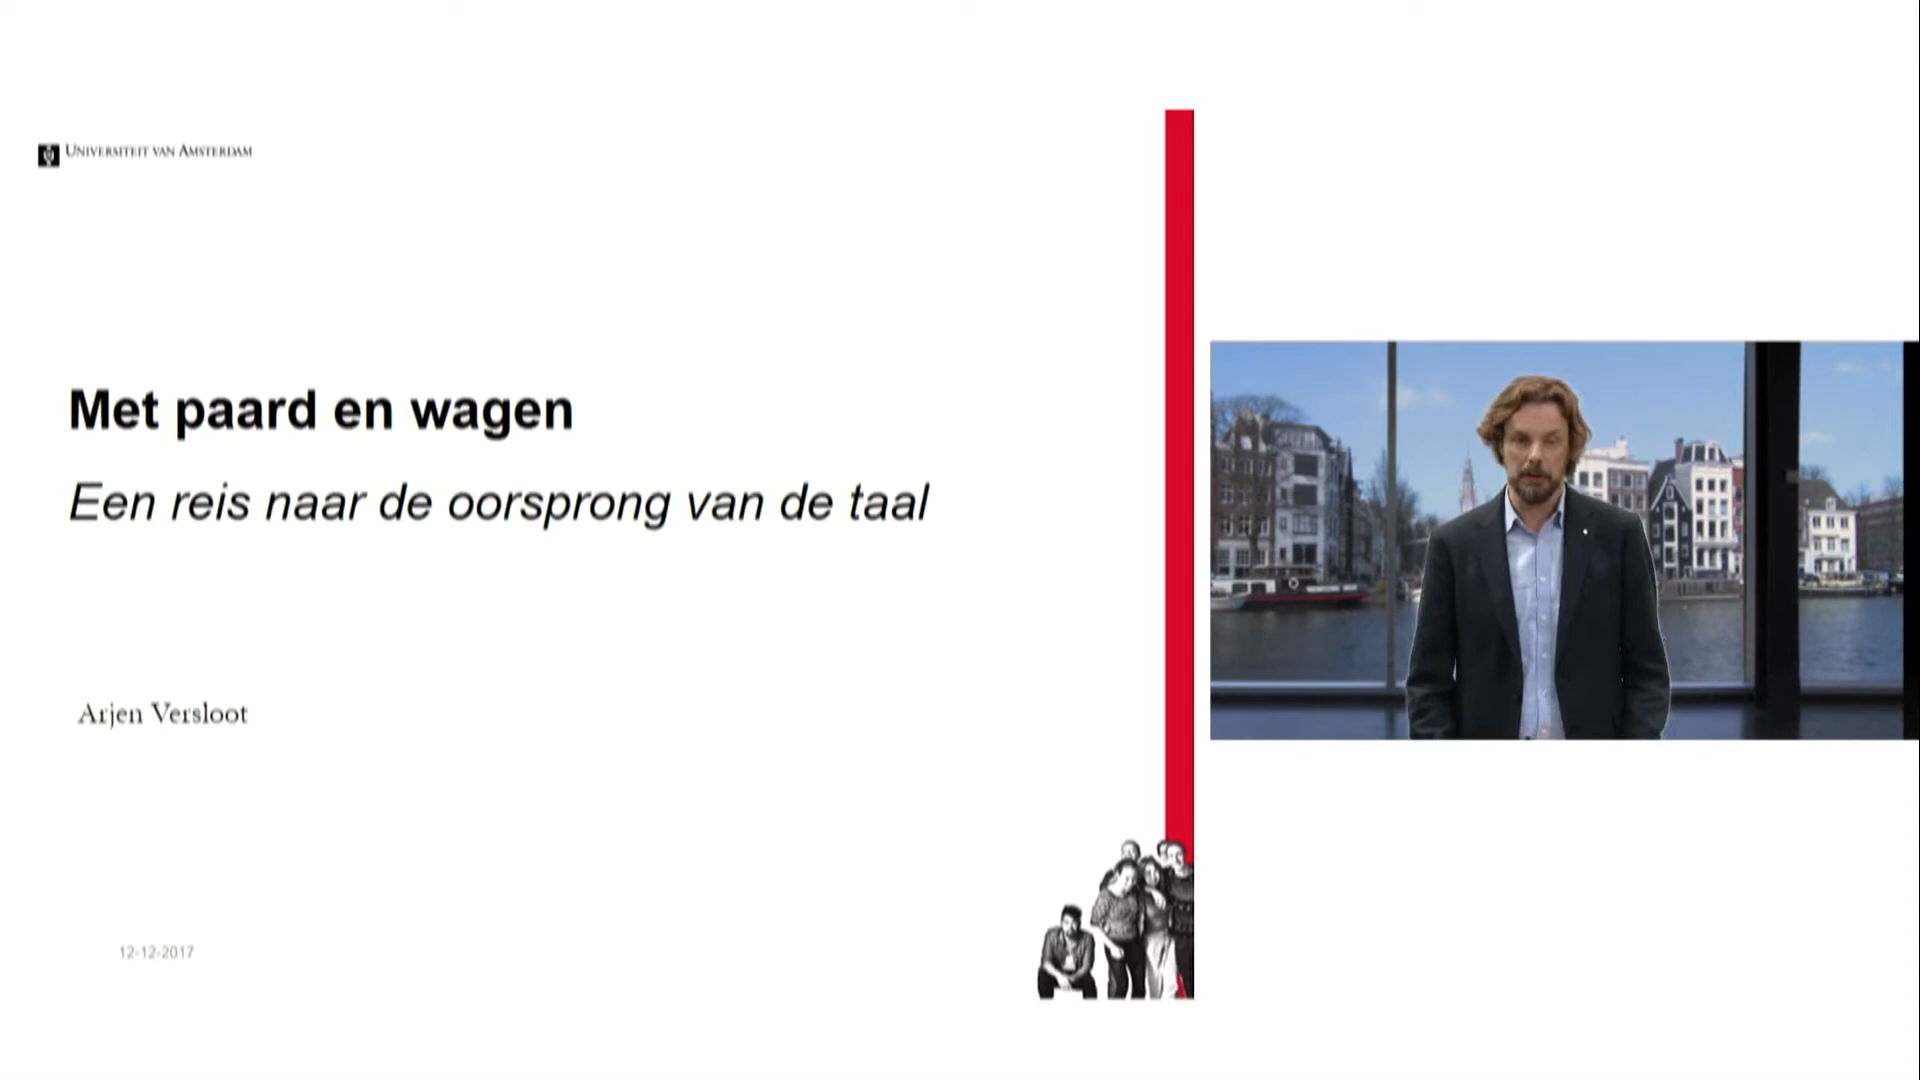 UNIVERSITEIT VAN AMSTERDAM
Met paard en wagen
Een reis naar de oorsprong van de taal
Arjen Versloot
12-12-2017